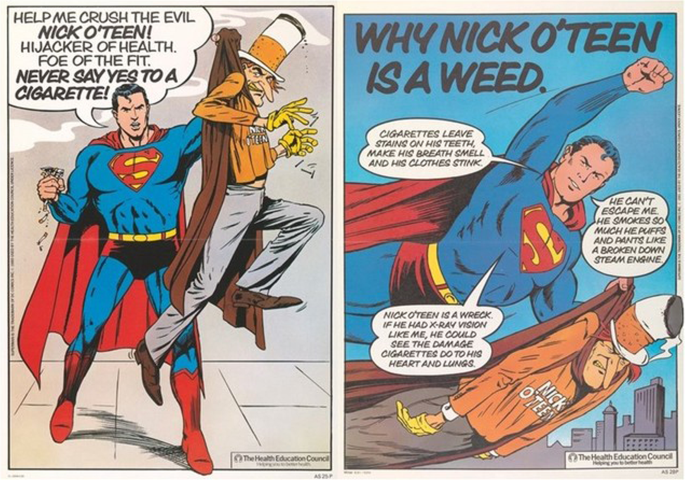 HELP ME CRUSH THE EVIL
NICK O'TEEN!
HIJACKER OF HEALTH.
FOE OF THE FIT.
NEVER SAY YES TO A
CIGARETTE!
NICK
O'TEEN
The Health Education Council
Helping you to better health
AS 25 P
WHY NICK O'TEEN
IS A WEED.
CIGARETTES LEAVE
STAINS ON HIS TEETH,
MAKE HIS BREATH SMELL
AND HIS CLOTHES STINK.
HE CAN'T
ESCAPE ME.
HE SMOKES SO
MUCH HE PUFFS
AND PANTS LIKE
A BROKEN DOWN
STEAM ENGINE.
NICK O'TEEN IS A WRECK.
IF HE HAD X-RAY VISION
LIKE ME, HE COULD
SEE THE DAMAGE
CIGARETTES DO TO HIS
HEART AND LUNGS.
NICK
O'TEEN
The Health Education Council
Helping you to better health